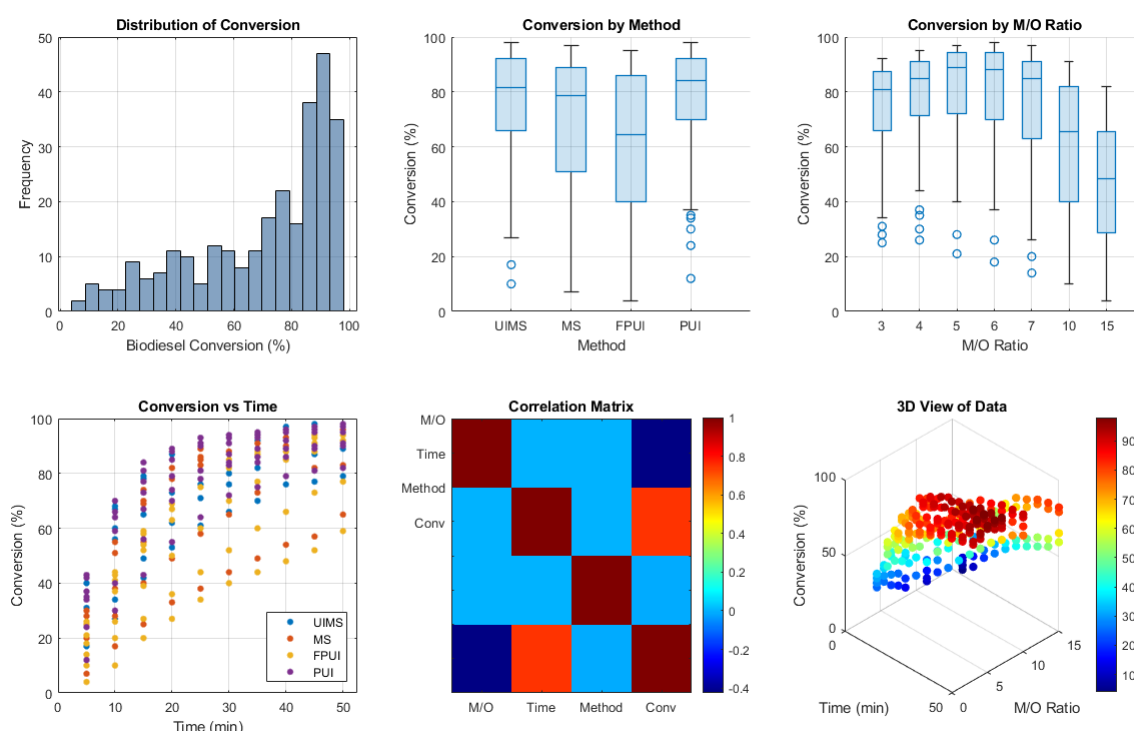 Distribution of Conversion
50
40
30
20
10
0
Frequency
0 20 40 60 80 100
Biodiesel Conversion (%)
Conversion by Method
100
80
60
40
20
0
Conversion (%)
UIMS MS FPUI PUI
Method
Conversion by M/O Ratio
100
80
60
40
20
0
Conversion (%)
3 4 5 6 7 10 15
M/O Ratio
Conversion vs Time
100
80
60
40
20
0
Conversion (%)
UIMS
MS
FPUI
PUI
0 10 20 30 40 50
Time (min)
Correlation Matrix
M/O
Time
Method
Conv
M/O Time Method Conv
1
0.8
0.6
0.4
0.2
0
-0.2
-0.4
3D View of Data
100
50
0
Conversion (%)
0
50
Time (min)
0
5
10
15
M/O Ratio
90
80
70
60
50
40
30
20
10